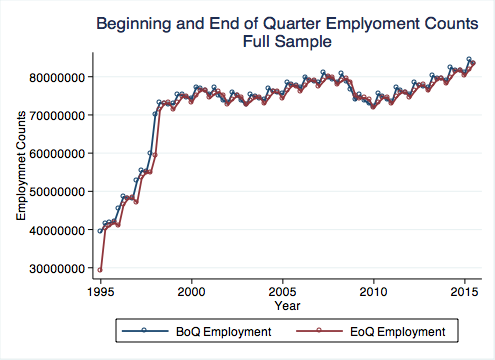 Beginning and End of Quarter Emplyoment Counts
Full Sample
Employmnet Counts
80000000
70000000
60000000
50000000
40000000
30000000
1995 2000 2005 2010 2015
Year
BoQ Employment EoQ Employment